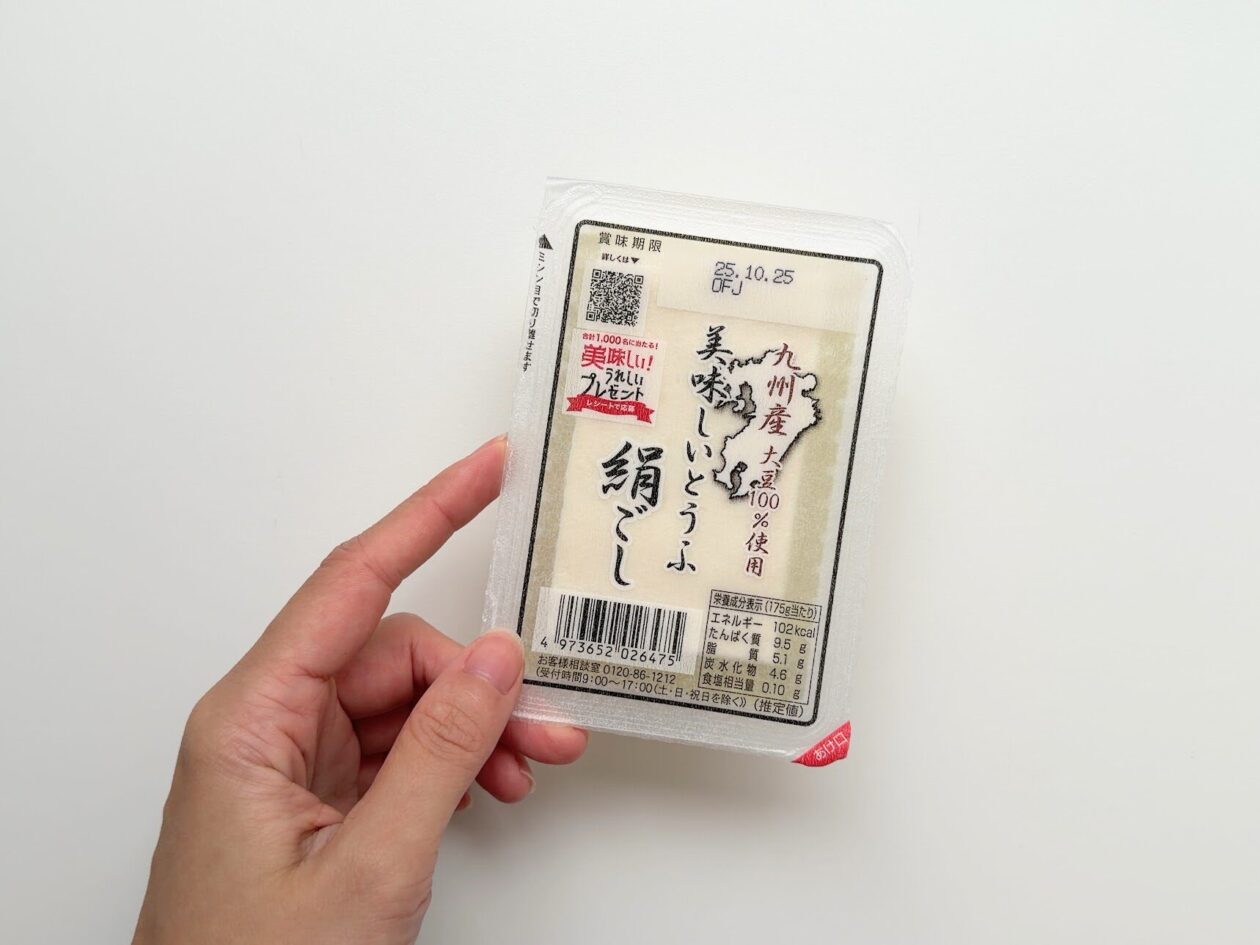 賞味期限
詳しくは▼
25.10.25
OFJ
合計1,000名に当たる!
美味しい!
うれしい
プレゼント
レシートで応募
九州産大豆100%使用
美味しいとうふ
絹ごし
ミシン目で切り離せます
栄養成分表示(175g当たり)
エネルギー 102kcal
たんぱく質 9.5 g
脂質 5.1 g
炭水化物 4.6 g
食塩相当量 0.10 g
(推定値)
4 973652 026475
お客様相談室 0120-86-1212
(受付時間9:00〜17:00(土・日・祝日を除く))
あけ口